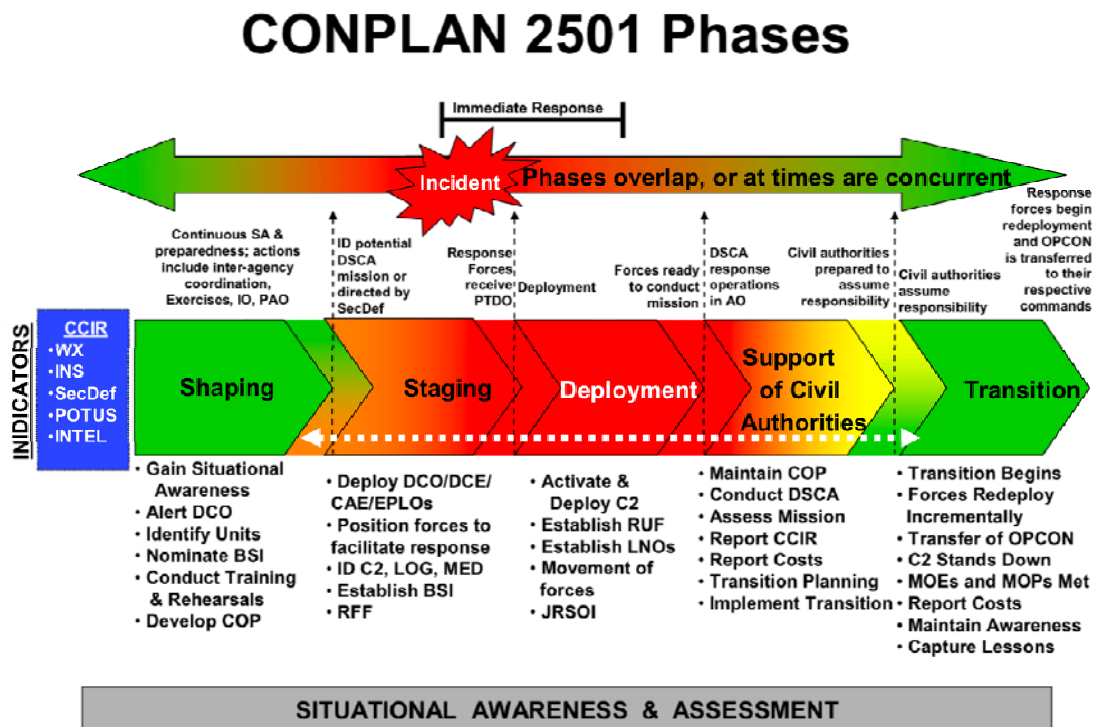 CONPLAN 2501 Phases
Immediate Response
Incident
Phases overlap, or at times are concurrent
Continuous SA &
preparedness; actions
include inter-agency
coordination,
Exercises, IO, PAO
ID potential
DSCA
mission or
directed by
SecDef
Response
Forces
receive
PTDO
Deployment
Forces ready
to conduct
mission
DSCA
response
operations
in AO
Civil authorities
prepared to
assume
responsibility
Civil authorities
assume
responsibility
Response
forces begin
redeployment
and OPCON
is transferred
to their
respective
commands
INIDICATORS
CCIR
• WX
• INS
• SecDef
• POTUS
• INTEL
Shaping
Staging
Deployment
Support
of Civil
Authorities
Transition
• Gain Situational
Awareness
• Alert DCO
• Identify Units
• Nominate BSI
• Conduct Training
& Rehearsals
• Develop COP
• Deploy DCO/DCE/
CAE/EPLOs
• Position forces to
facilitate response
• ID C2, LOG, MED
• Establish BSI
• RFF
• Activate &
Deploy C2
• Establish RUF
• Establish LNOs
• Movement of
forces
• JRSOI
• Maintain COP
• Conduct DSCA
• Assess Mission
• Report CCIR
• Report Costs
• Transition Planning
• Implement Transition
• Transition Begins
• Forces Redeploy
Incrementally
• Transfer of OPCON
• C2 Stands Down
• MOEs and MOPs Met
• Report Costs
• Maintain Awareness
• Capture Lessons
SITUATIONAL AWARENESS & ASSESSMENT